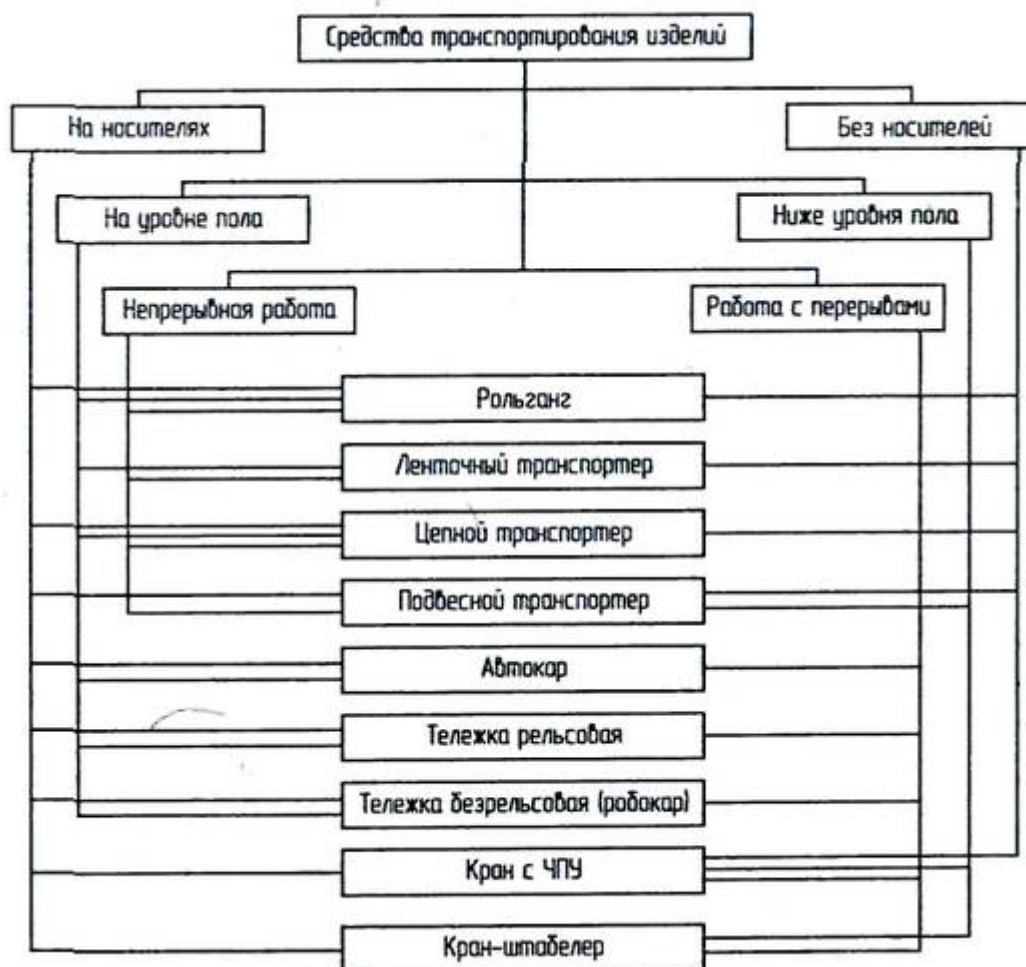 Средства транспортирования изделий
На носителях
Без носителей
На уровне пола
Ниже уровня пола
Непрерывная работа
Работа с перерывами
Рольганг
Ленточный транспортер
Цепной транспортер
Подвесной транспортер
Автокар
Тележка рельсовая
Тележка безрельсовая (робокар)
Кран с ЧПУ
Кран-штабелер